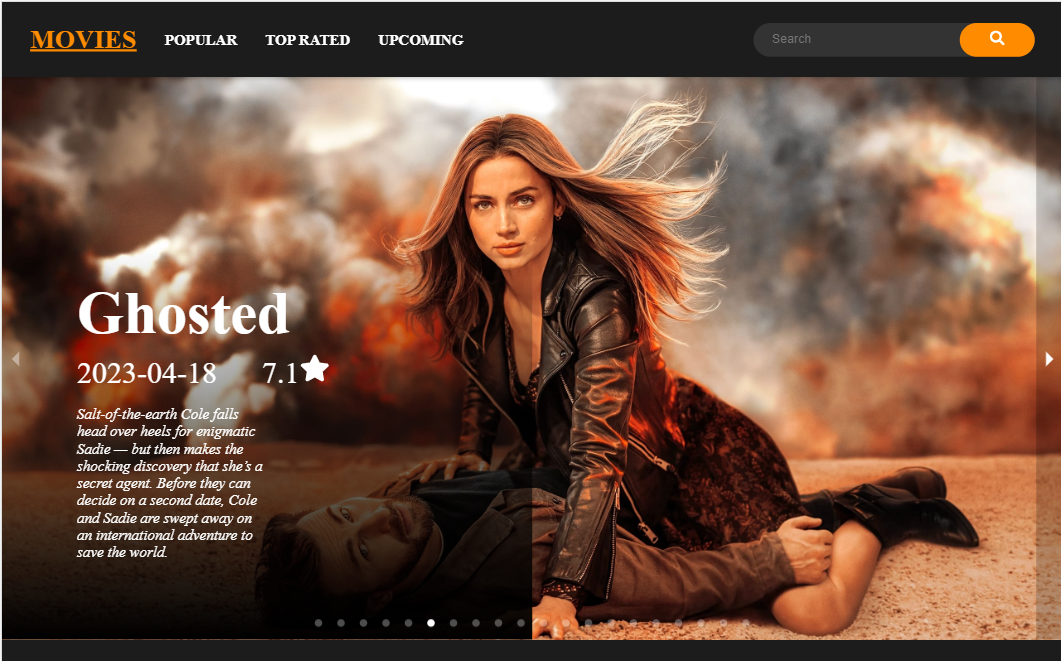 MOVIES POPULAR TOP RATED UPCOMING Search
Ghosted
2023-04-18 7.1
Salt-of-the-earth Cole falls
head over heels for enigmatic
Sadie — but then makes the
shocking discovery that she’s a
secret agent. Before they can
decide on a second date, Cole
and Sadie are swept away on
an international adventure to
save the world.